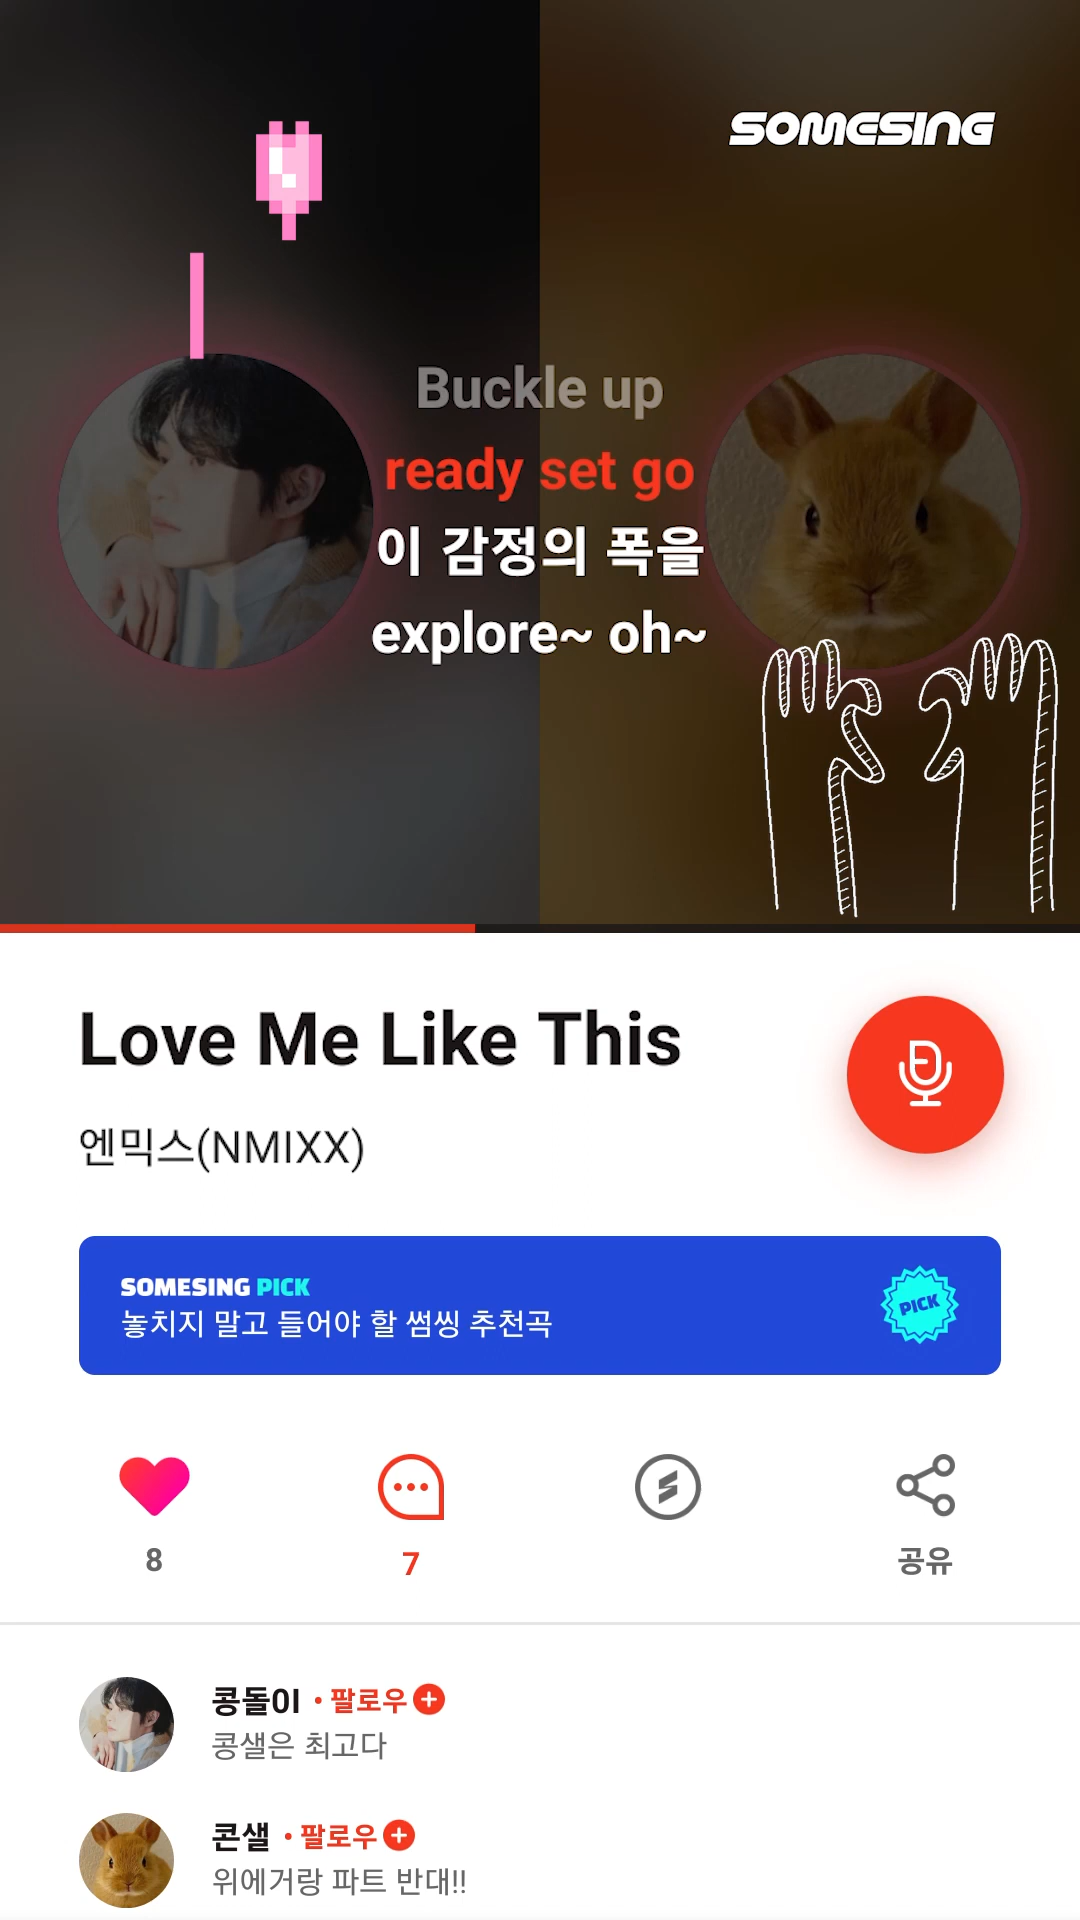 SOMESING
Buckle up
ready set go
이 감정의 폭을
explore~ oh~
Love Me Like This
엔믹스(NMIXX)
SOMESING PICK
놓치지 말고 들어야 할 썸씽 추천곡
PICK
8
7
공유
콩돌이 • 팔로우
콩샐은 최고다
콘샐 • 팔로우
위에거랑 파트 반대!!